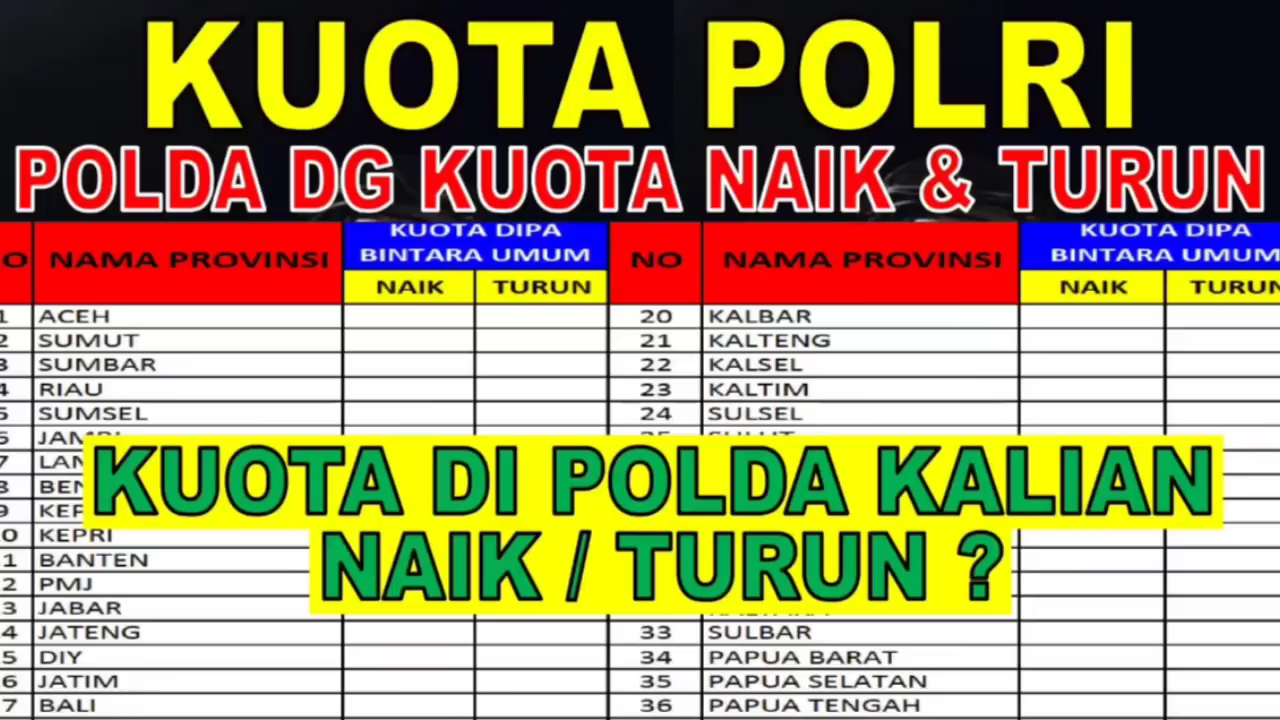 KUOTA POLRI
POLDA DG KUOTA NAIK & TURUN
NAMA PROVINSI KUOTA DIPA BINTARA UMUM NO NAMA PROVINSI KUOTA DIPA BINTARA UMUM
NAIK TURUN NAIK TURUN
ACEH 20 KALBAR
SUMUT 21 KALTENG
SUMBAR 22 KALSEL
RIAU 23 KALTIM
SUMSEL 24 SULSEL
KUOTA DI POLDA KALIAN
NAIK / TURUN ?
KEPRI
BANTEN
PMJ
JABAR
JATENG 33 SULBAR
DIY 34 PAPUA BARAT
JATIM 35 PAPUA SELATAN
BALI 36 PAPUA TENGAH